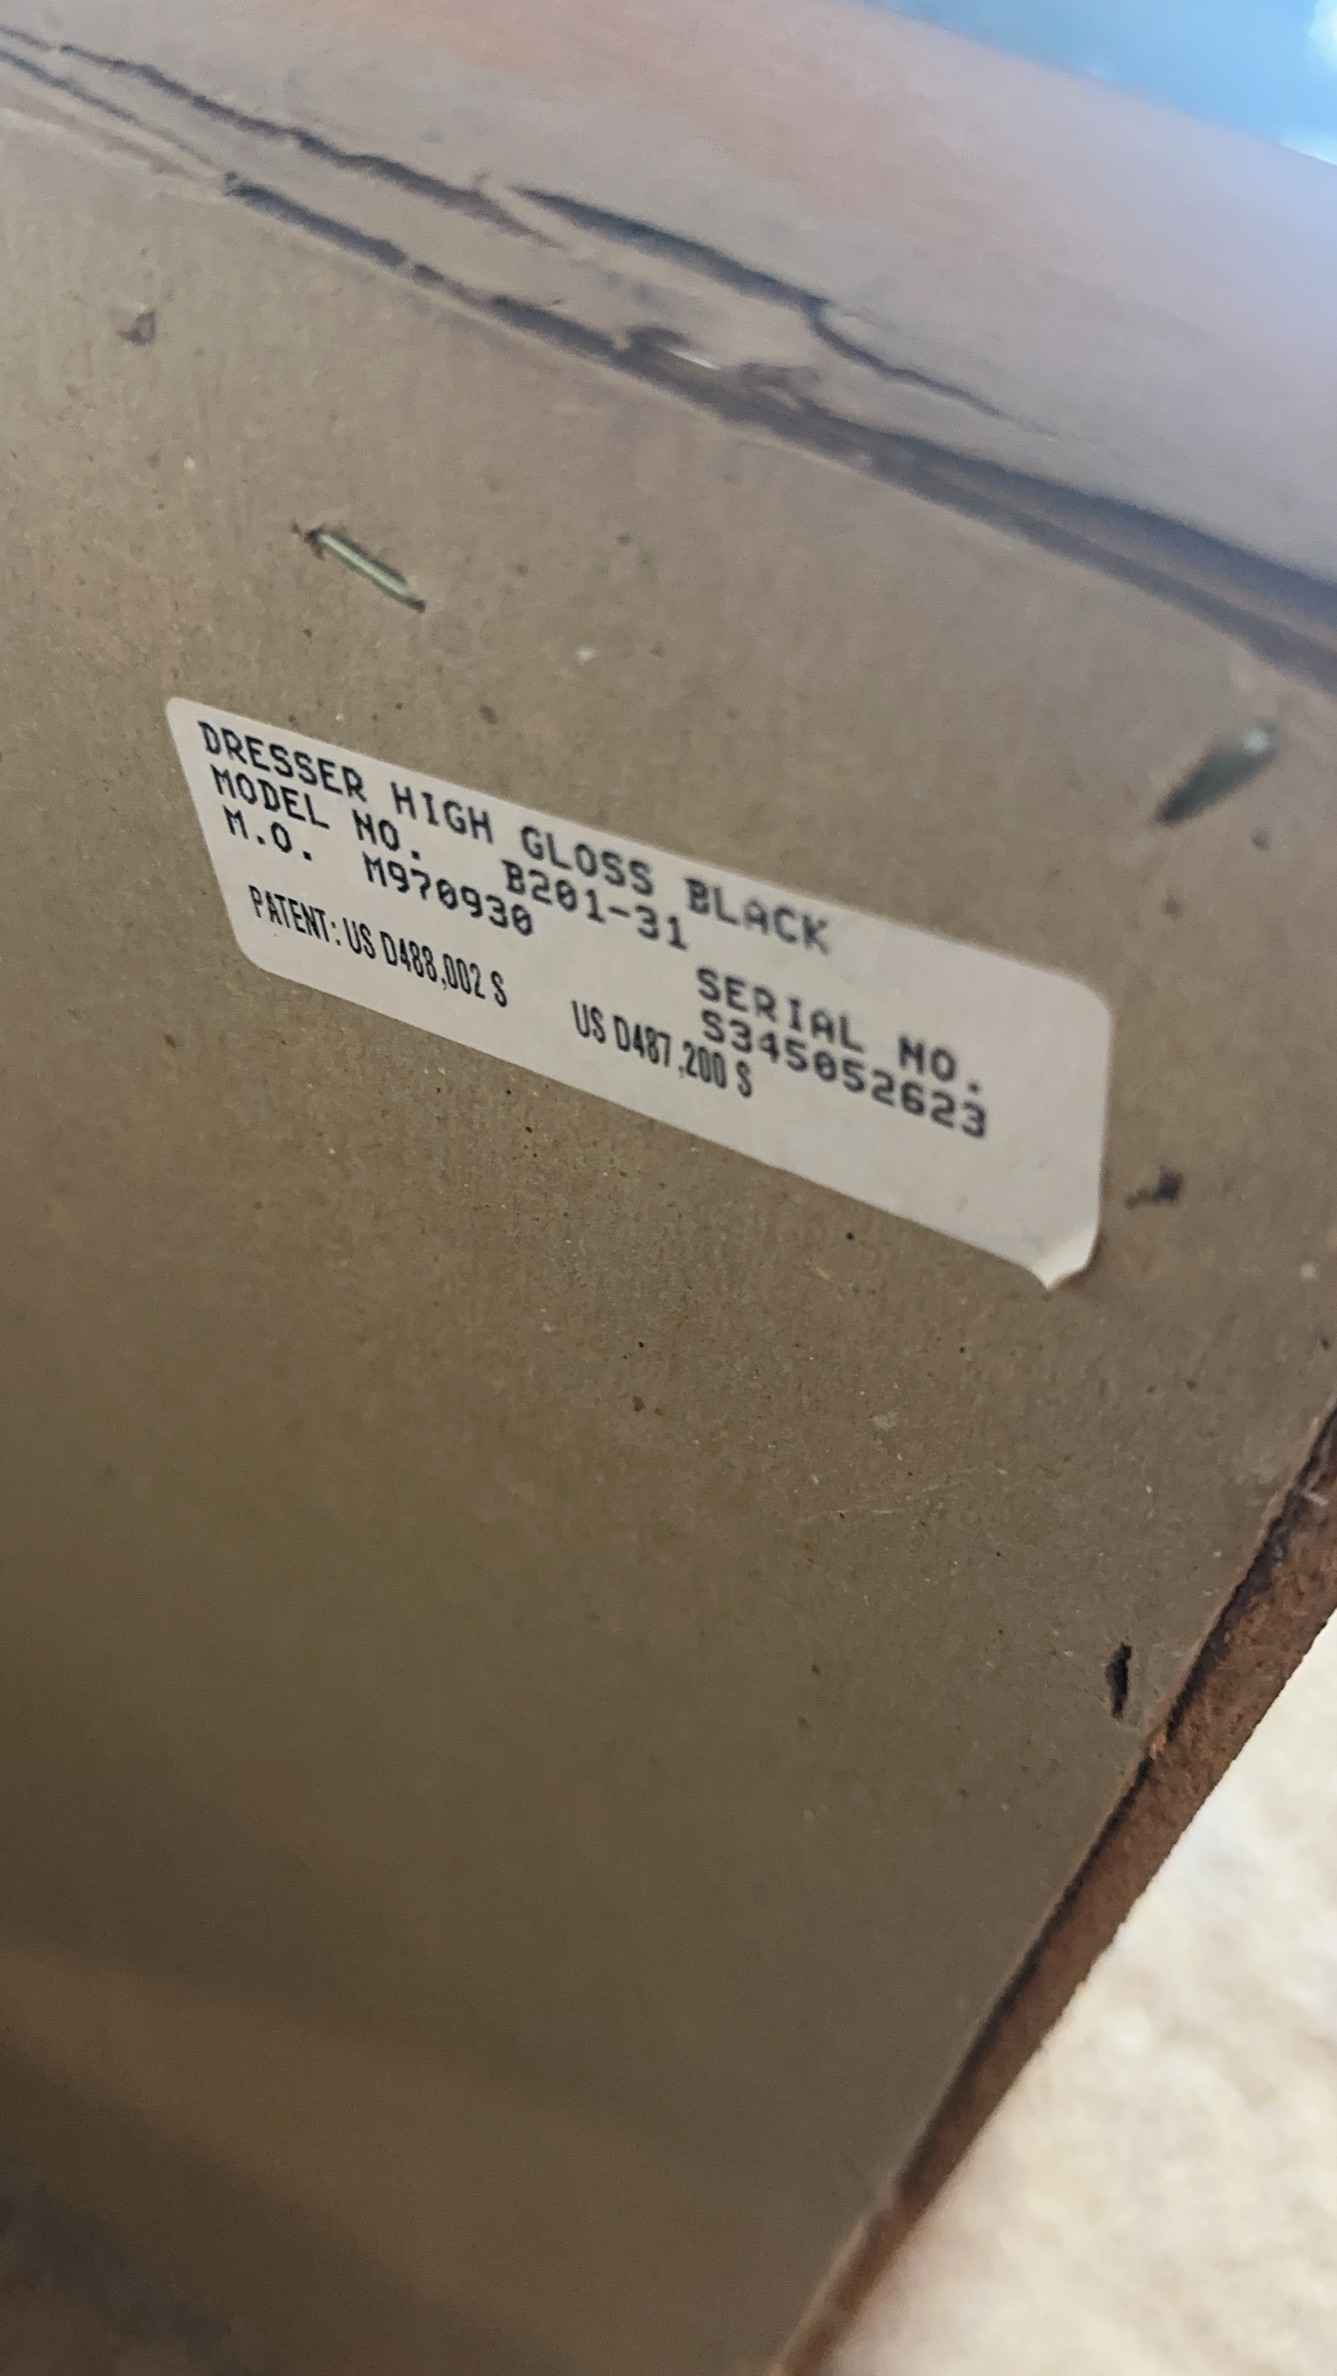 DRESSER HIGH GLOSS BLACK
MODEL NO. B201-31
M.O. M970930
SERIAL NO.
S345052623
PATENT: US D488,002 S US D487,200 S